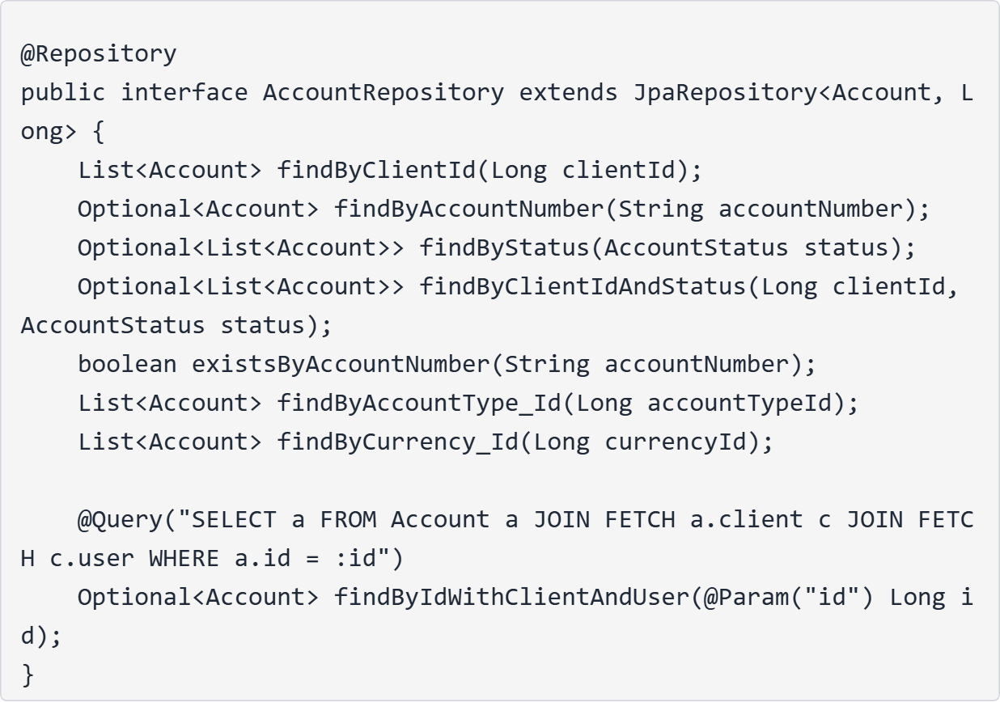 @Repository
public interface AccountRepository extends JpaRepository<Account, L
ong> {
    List<Account> findByClientId(Long clientId);
    Optional<Account> findByAccountNumber(String accountNumber);
    Optional<List<Account>> findByStatus(AccountStatus status);
    Optional<List<Account>> findByClientIdAndStatus(Long clientId,
AccountStatus status);
    boolean existsByAccountNumber(String accountNumber);
    List<Account> findByAccountType_Id(Long accountTypeId);
    List<Account> findByCurrency_Id(Long currencyId);

    @Query("SELECT a FROM Account a JOIN FETCH a.client c JOIN FETC
H c.user WHERE a.id = :id")
    Optional<Account> findByIdWithClientAndUser(@Param("id") Long i
d);
}